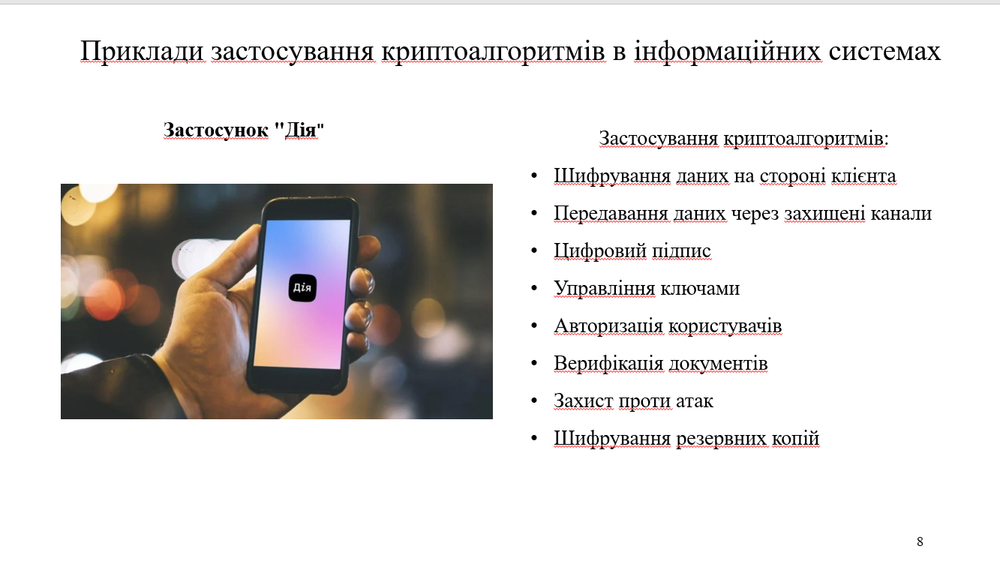 Приклади застосування криптоалгоритмів в інформаційних системах
Застосунок "Дія"
Дія
Застосування криптоалгоритмів:
• Шифрування даних на стороні клієнта
• Передавання даних через захищені канали
• Цифровий підпис
• Управління ключами
• Авторизація користувачів
• Верифікація документів
• Захист проти атак
• Шифрування резервних копій
8